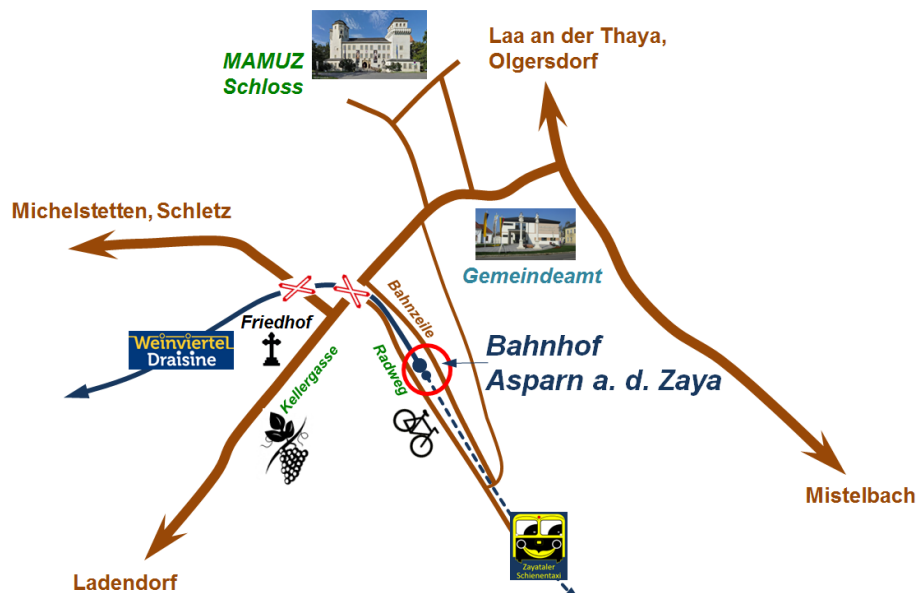 MAMUZ
Schloss
Laa an der Thaya,
Olgersdorf
Michelstetten, Schletz
Gemeindeamt
Bahnzeile
Friedhof
Weinviertel
Draisine
Bahnhof
Asparn a. d. Zaya
Radweg
Kellergasse
Mistelbach
Zayataler
Schienentaxi
Ladendorf